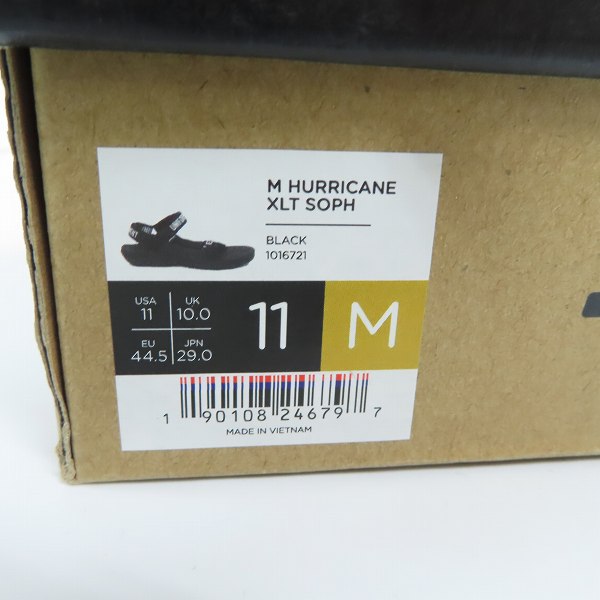 M HURRICANE
XLT SOPH
BLACK
1016721
USA
11
UK
10.0
EU
44.5
JPN
29.0
11
M
1 90108 24679 7
MADE IN VIETNAM